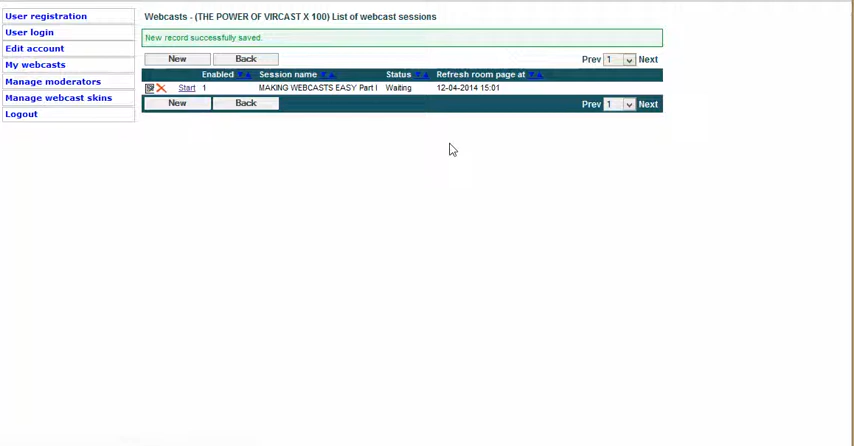 User registration
User login
Edit account
My webcasts
Manage moderators
Manage webcast skins
Logout
Webcasts - (THE POWER OF VIRCAST X 100) List of webcast sessions
New record successfully saved.
New Back Prev 1 Next
Enabled Session name Status Refresh room page at
Start 1 MAKING WEBCASTS EASY Part I Waiting 12-04-2014 15:01
New Back Prev 1 Next